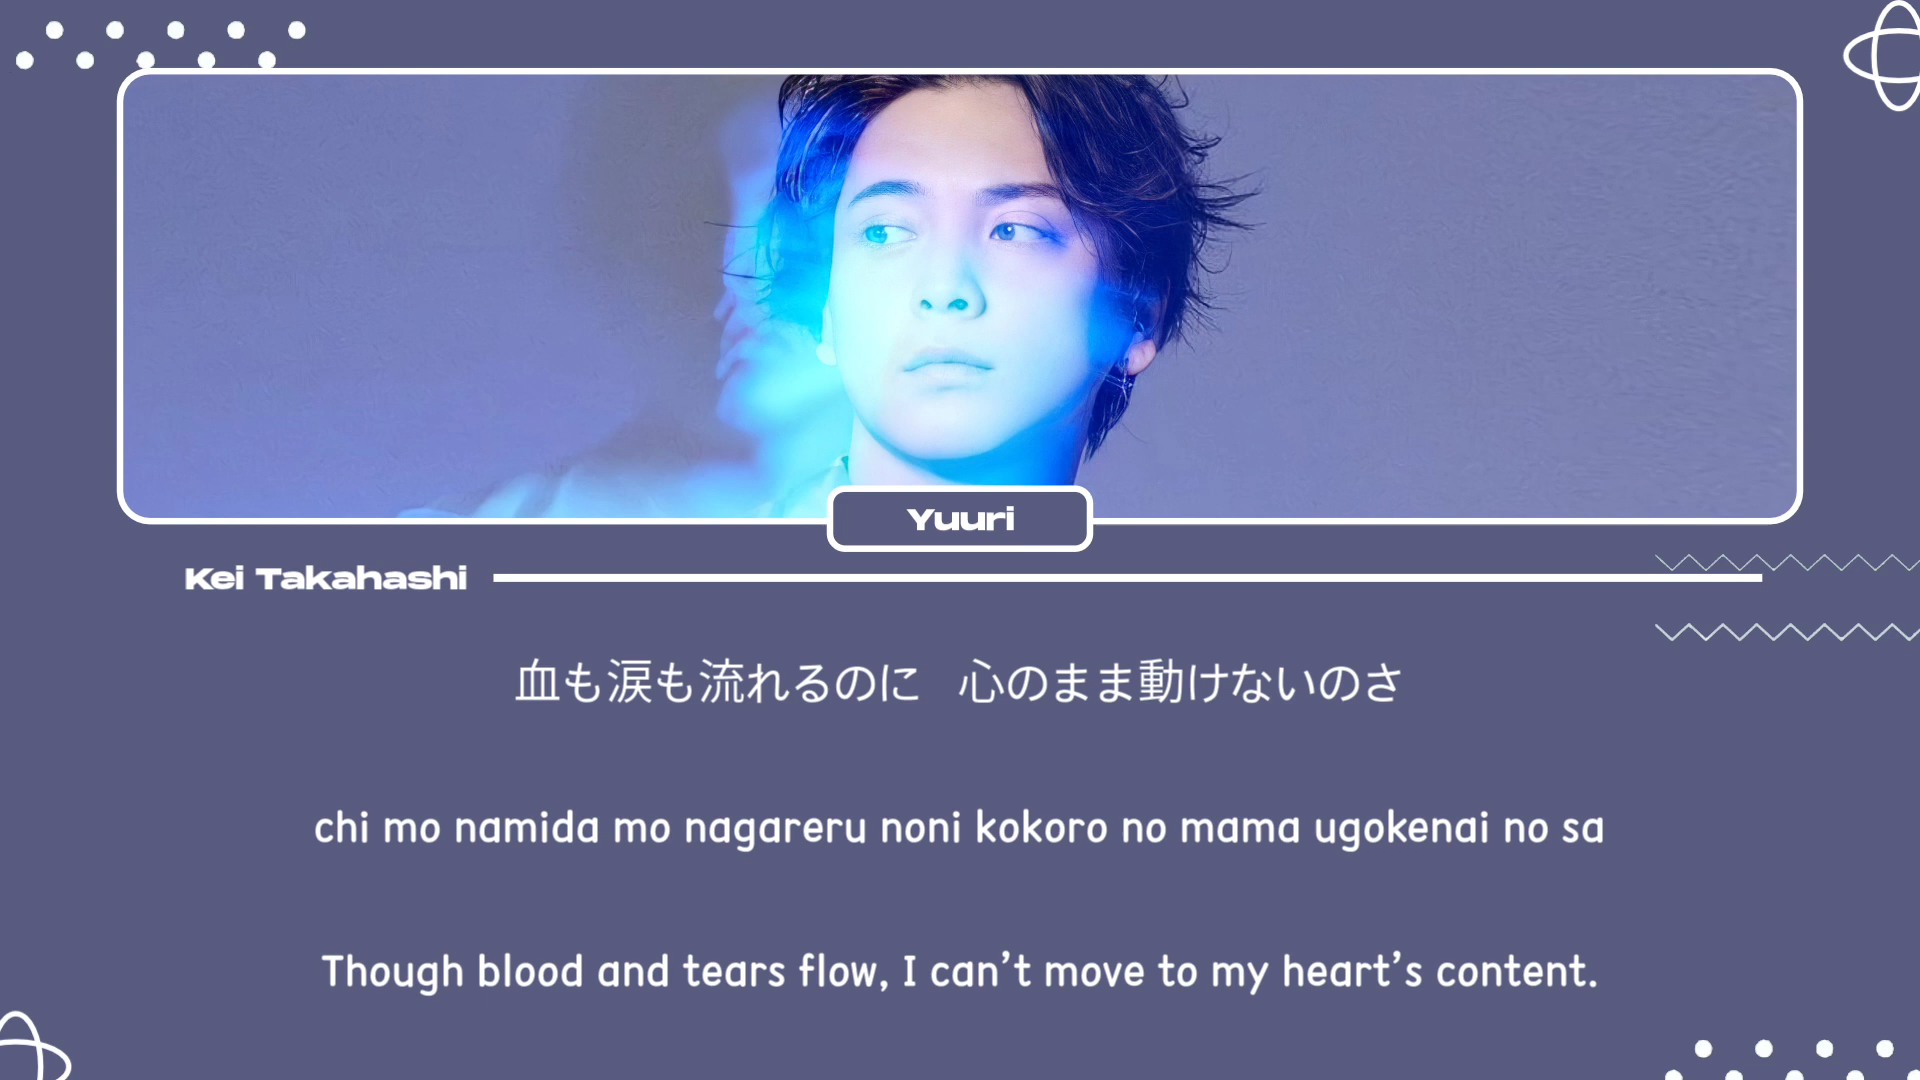 Yuuri
Kei Takahashi
血も涙も流れるのに 心のまま動けないのさ
chi mo namida mo nagareru noni kokoro no mama ugokenai no sa
Though blood and tears flow, I can’t move to my heart’s content.